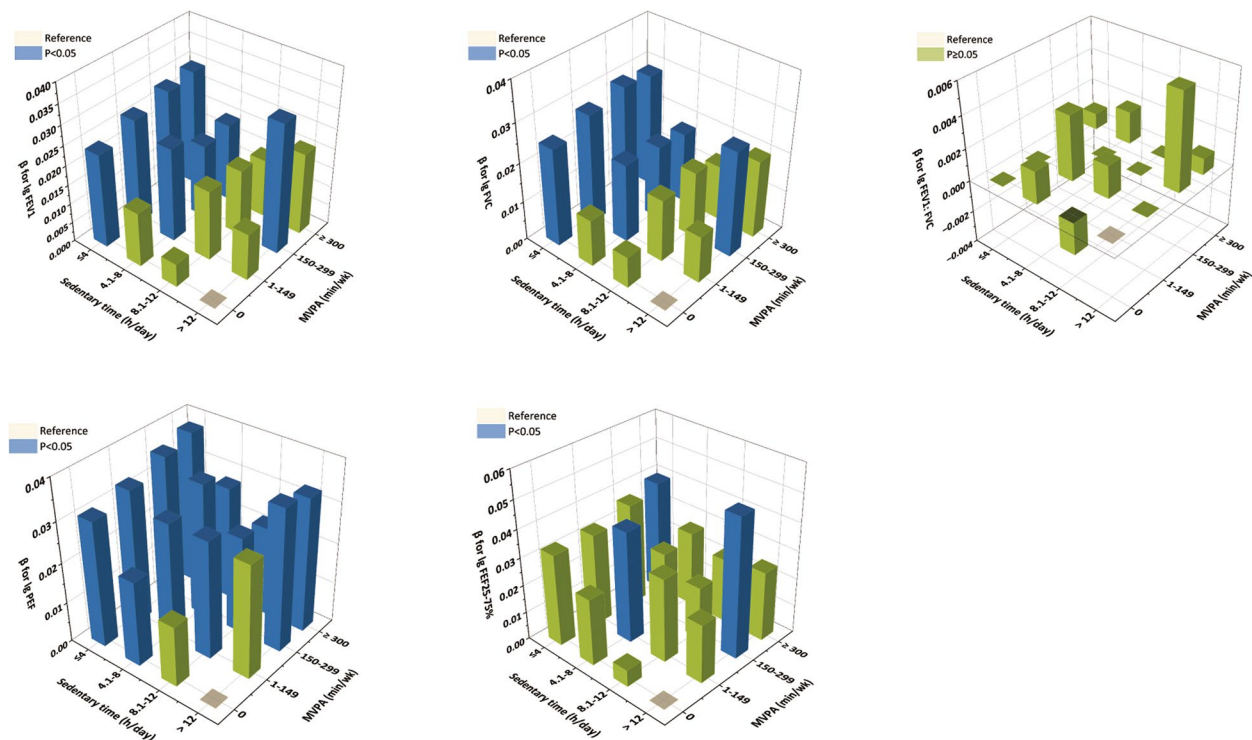 Reference
P<0.05
0.040
0.035
0.030
0.025
0.020
0.015
0.010
0.005
0.000
β for lg FEV1
≤4
4.1-8
8.1-12
> 12
Sedentary time (h/day)
0
1-149
150-299
≥ 300
MVPA (min/wk)
Reference
P<0.05
0.04
0.03
0.02
0.01
0.00
β for lg FVC
≤4
4.1-8
8.1-12
> 12
Sedentary time (h/day)
0
1-149
150-299
≥ 300
MVPA (min/wk)
Reference
P≥0.05
0.006
0.004
0.002
0.000
−0.002
−0.004
β for lg FEV1: FVC
≤4
4.1-8
8.1-12
> 12
Sedentary time (h/day)
0
1-149
150-299
≥ 300
MVPA (min/wk)
Reference
P<0.05
0.04
0.03
0.02
0.01
0.00
β for lg PEF
≤4
4.1-8
8.1-12
> 12
Sedentary time (h/day)
0
1-149
150-299
≥ 300
MVPA (min/wk)
Reference
P<0.05
0.06
0.05
0.04
0.03
0.02
0.01
0.00
β for lg FEF25-75%
≤4
4.1-8
8.1-12
> 12
Sedentary time (h/day)
0
1-149
150-299
≥ 300
MVPA (min/wk)